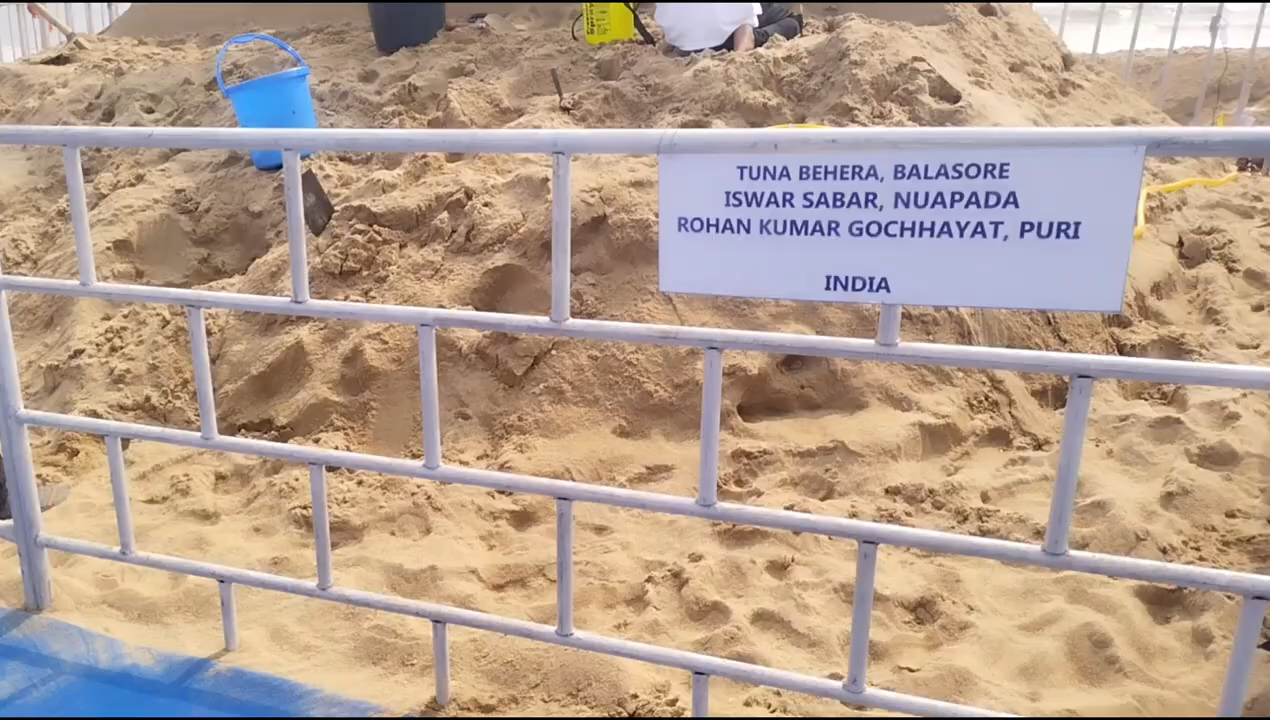 TUNA BEHERA, BALASORE
ISWAR SABAR, NUAPADA
ROHAN KUMAR GOCHHAYAT, PURI
INDIA